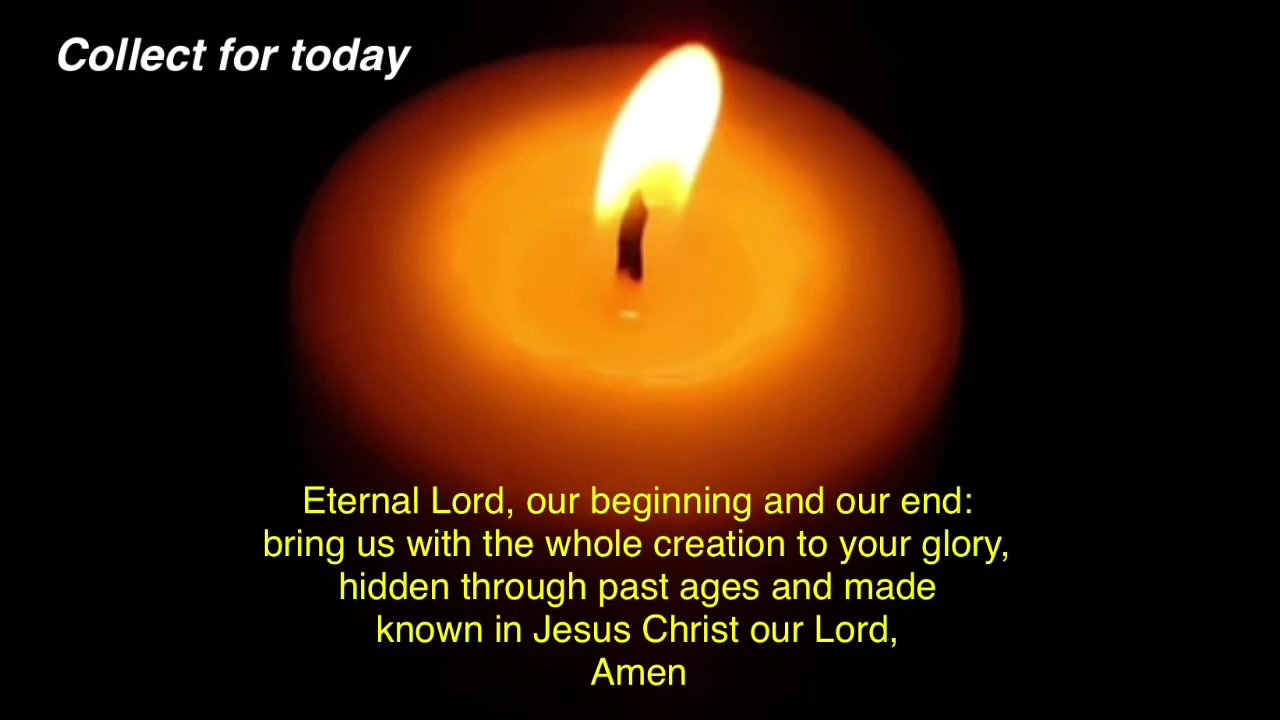 Collect for today
Eternal Lord, our beginning and our end:
bring us with the whole creation to your glory,
hidden through past ages and made
known in Jesus Christ our Lord,
Amen